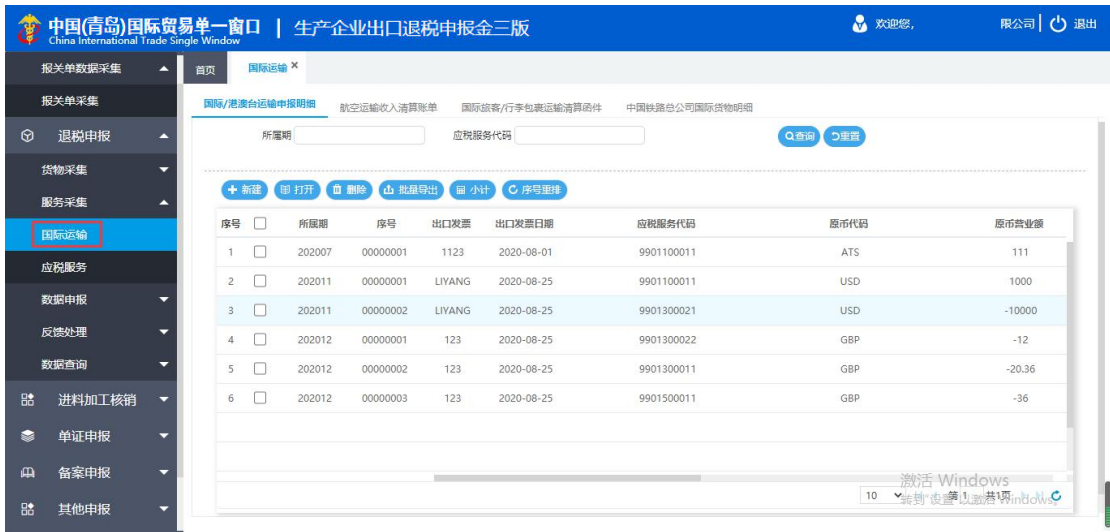 中国(青岛)国际贸易单一窗口 | 生产企业出口退税申报金三版 欢迎您, 限公司 退出
China International Trade Single Window
报关单数据采集
报关单采集
退税申报
货物采集
服务采集
国际运输
应税服务
数据申报
反馈处理
数据查询
进料加工核销
单证申报
备案申报
其他申报
首页 国际运输 ×
国际/港澳台运输申报明细 航空运输收入清算账单 国际旅客/行李包裹运输清算函件 中国铁路总公司国际货物明细
所属期 应税服务代码 查询 重置
新建 打开 删除 批量导出 小计 序号重排
序号 所属期 序号 出口发票 出口发票日期 应税服务代码 原币代码 原币营业额
1 202007 00000001 1123 2020-08-01 9901100011 ATS 111
2 202011 00000001 LIYANG 2020-08-25 9901100011 USD 1000
3 202011 00000002 LIYANG 2020-08-25 9901300021 USD -10000
4 202012 00000001 123 2020-08-25 9901300022 GBP -12
5 202012 00000002 123 2020-08-25 9901300011 GBP -20.36
6 202012 00000003 123 2020-08-25 9901500011 GBP -36
激活 Windows
转到"设置"以激活 Windows。
10 第 1 共1页